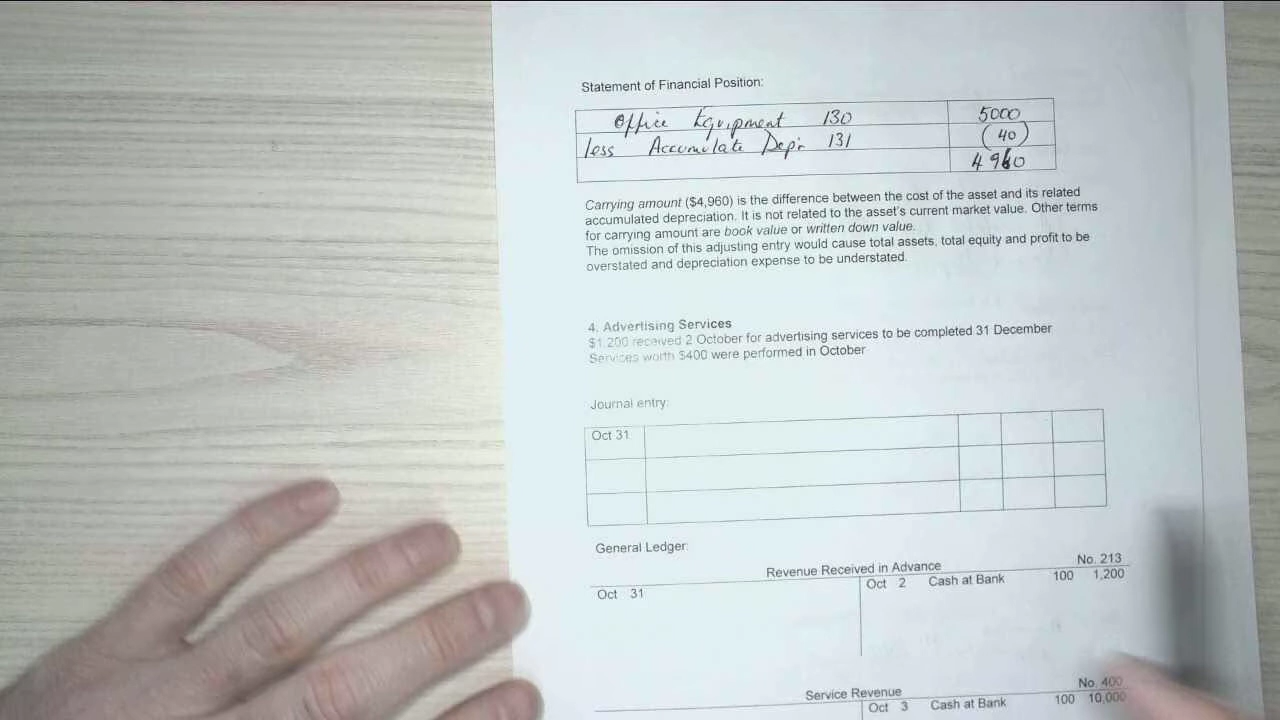 Statement of Financial Position:
Office Equipment 130 5000
less Accumulate Depr 131 (40)
4960
Carrying amount ($4,960) is the difference between the cost of the asset and its related
accumulated depreciation. It is not related to the asset's current market value. Other terms
for carrying amount are book value or written down value.
The omission of this adjusting entry would cause total assets, total equity and profit to be
overstated and depreciation expense to be understated.
4. Advertising Services
$1,200 received 2 October for advertising services to be completed 31 December
Services worth $400 were performed in October
Journal entry:
Oct 31
General Ledger:
Revenue Received in Advance No. 213
Oct 31 Oct 2 Cash at Bank 100 1,200
Service Revenue No. 400
Oct 3 Cash at Bank 100 10,000